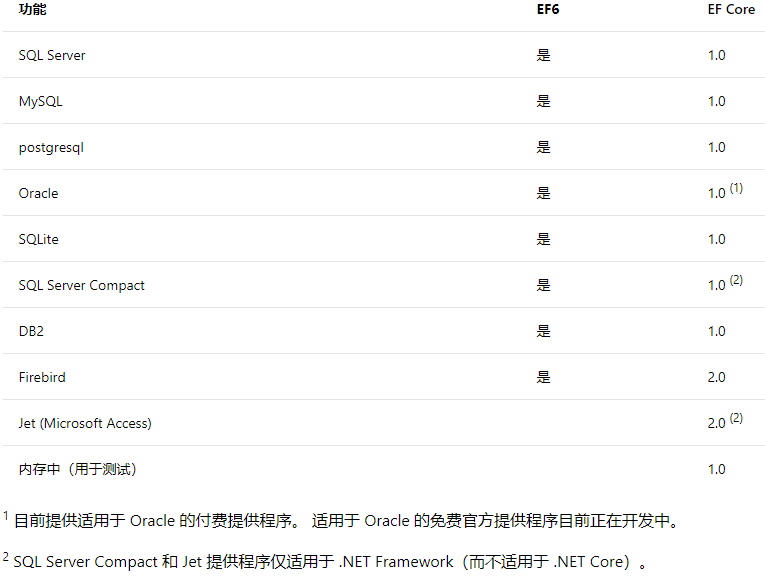 功能 EF6 EF Core
SQL Server 是 1.0
MySQL 是 1.0
postgresql 是 1.0
Oracle 是 1.0 (1)
SQLite 是 1.0
SQL Server Compact 是 1.0 (2)
DB2 是 1.0
Firebird 是 2.0
Jet (Microsoft Access) 2.0 (2)
内存中（用于测试） 1.0
1 目前提供适用于 Oracle 的付费提供程序。 适用于 Oracle 的免费官方提供程序目前正在开发中。
2 SQL Server Compact 和 Jet 提供程序仅适用于 .NET Framework（而不适用于 .NET Core）。